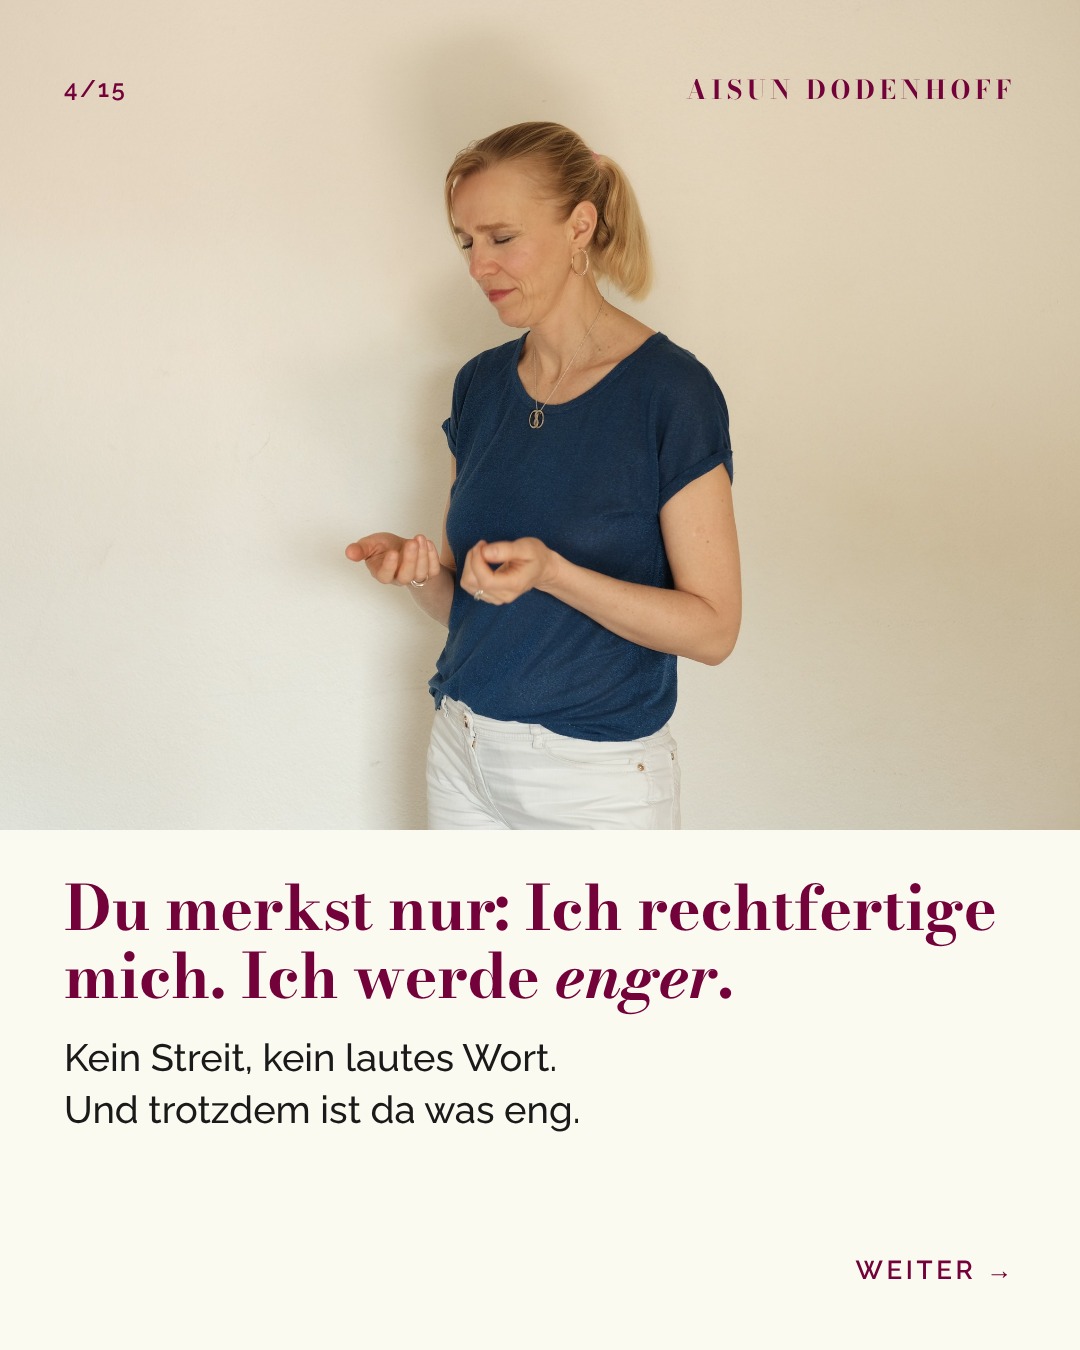 4/15
AISUN DODENHOFF
Du merkst nur: Ich rechtfertige
mich. Ich werde enger.
Kein Streit, kein lautes Wort.
Und trotzdem ist da was eng.
WEITER →